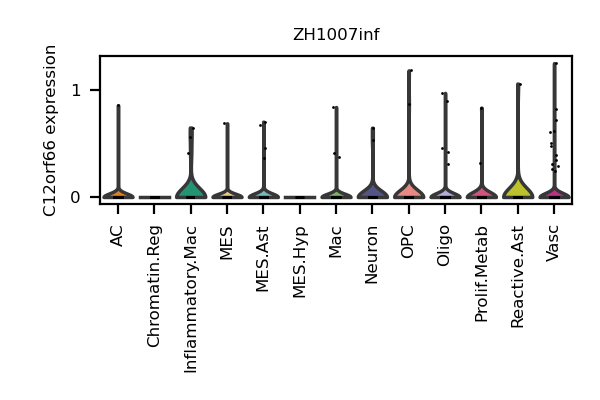 ZH1007inf
C12orf66 expression
1
0
AC
Chromatin.Reg
Inflammatory.Mac
MES
MES.Ast
MES.Hyp
Mac
Neuron
OPC
Oligo
Prolif.Metab
Reactive.Ast
Vasc